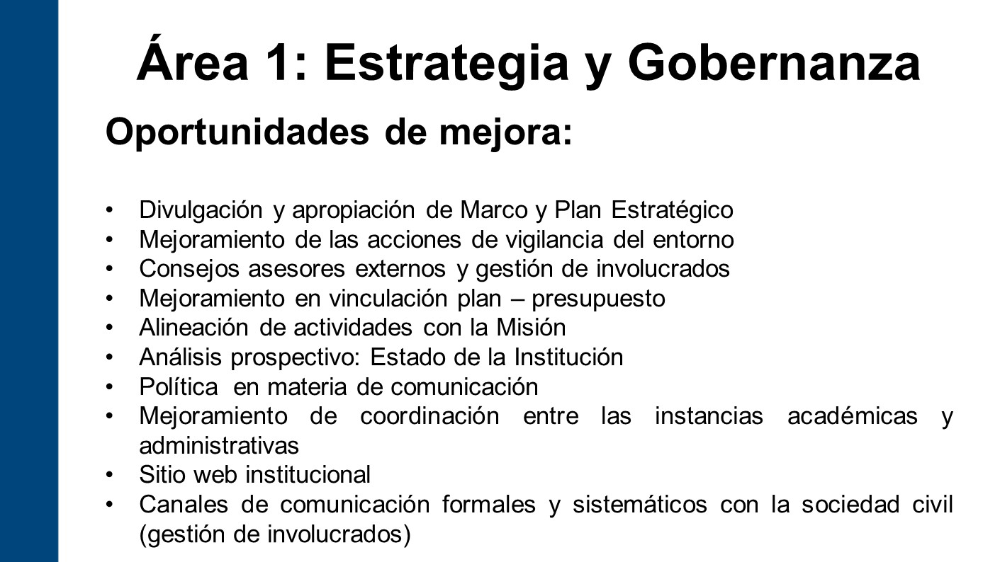 Área 1: Estrategia y Gobernanza
Oportunidades de mejora:
• Divulgación y apropiación de Marco y Plan Estratégico
• Mejoramiento de las acciones de vigilancia del entorno
• Consejos asesores externos y gestión de involucrados
• Mejoramiento en vinculación plan – presupuesto
• Alineación de actividades con la Misión
• Análisis prospectivo: Estado de la Institución
• Política en materia de comunicación
• Mejoramiento de coordinación entre las instancias académicas y
administrativas
• Sitio web institucional
• Canales de comunicación formales y sistemáticos con la sociedad civil
(gestión de involucrados)